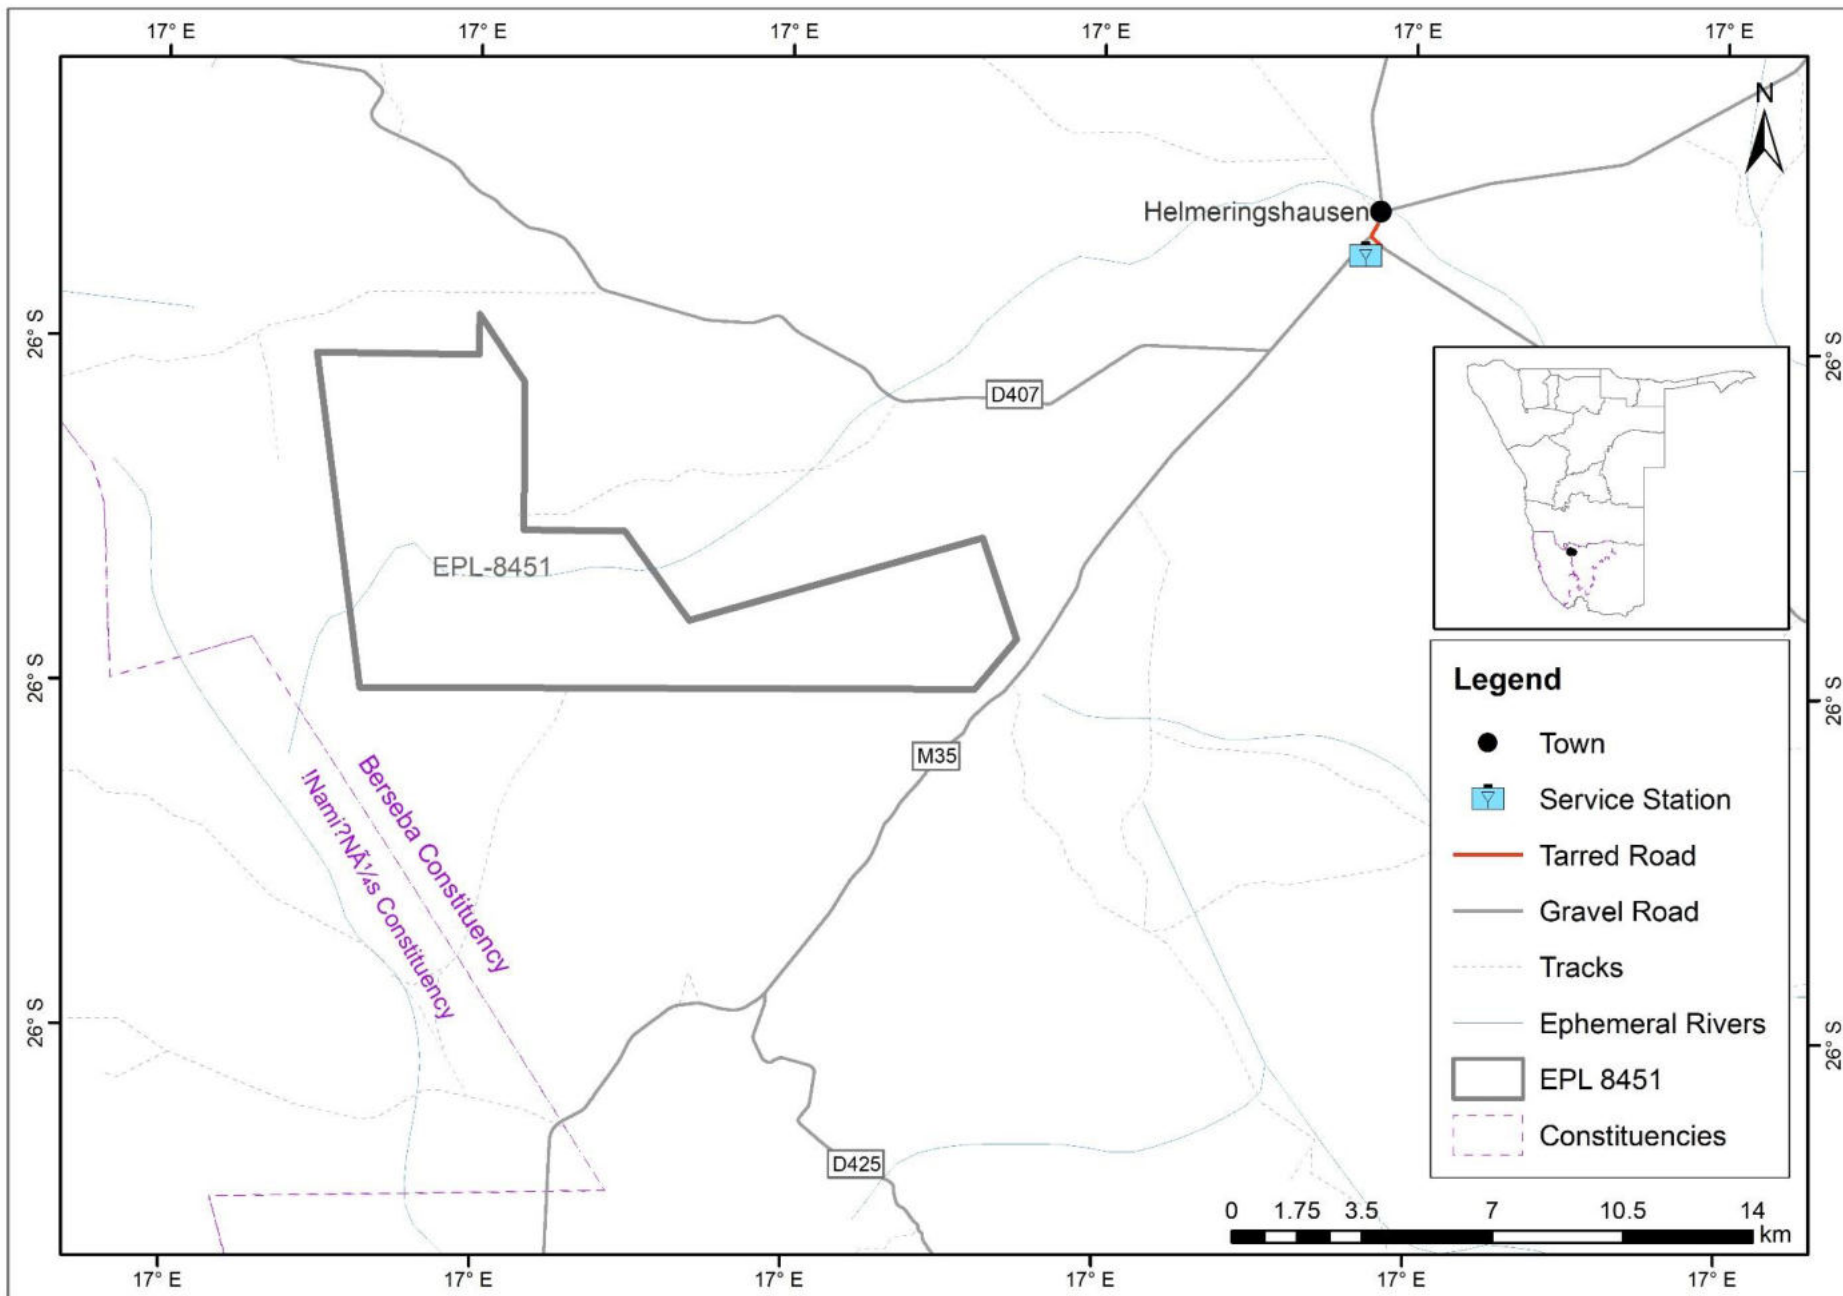 17° E 17° E 17° E 17° E 17° E 17° E
N
Helmeringshausen
26° S
26° S
D407
EPL-8451
26° S
26° S
M35
Berseba Constituency
!Nami?NÃ¼s Constituency
26° S
26° S
D425
Legend
Town
Service Station
Tarred Road
Gravel Road
Tracks
Ephemeral Rivers
EPL 8451
Constituencies
0 1.75 3.5 7 10.5 14
km
17° E 17° E 17° E 17° E 17° E 17° E